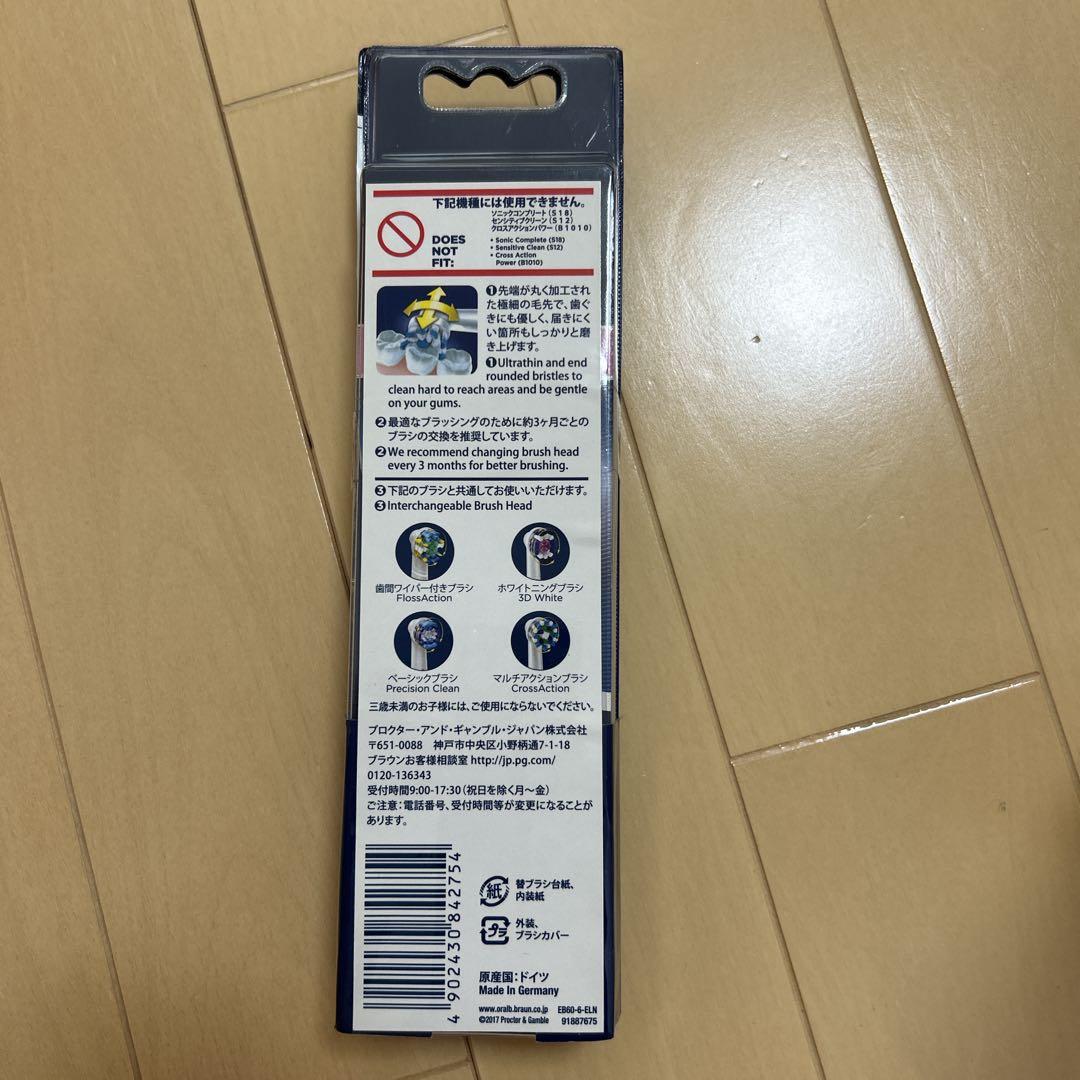 下記機種には使用できません。
ソニックコンプリート(S18)
センシティブクリーン(S12)
クロスアクションパワー(B1010)
DOES
NOT
FIT:
• Sonic Complete (S18)
• Sensitive Clean (S12)
• Cross Action
Power (B1010)
❶先端が丸く加工され
た極細の毛先で、歯ぐ
きにも優しく、届きにく
い箇所もしっかりと磨
き上げます。
❶Ultrathin and end
rounded bristles to
clean hard to reach areas and be gentle
on your gums.
❷最適なブラッシングのために約3ヶ月ごとの
ブラシの交換を推奨しています。
❷We recommend changing brush head
every 3 months for better brushing.
❸下記のブラシと共通してお使いいただけます。
❸Interchangeable Brush Head
歯間ワイパー付きブラシ
FlossAction
ホワイトニングブラシ
3D White
ベーシックブラシ
Precision Clean
マルチアクションブラシ
CrossAction
三歳未満のお子様には、ご使用にならないでください。
プロクター・アンド・ギャンブル・ジャパン株式会社
〒651-0088 神戸市中央区小野柄通7-1-18
ブラウンお客様相談室 http://jp.pg.com/
0120-136343
受付時間9:00-17:30(祝日を除く月~金)
ご注意:電話番号、受付時間等が変更になることが
あります。
4 902430 842754
紙
替ブラシ台紙、
内装紙
プラ
外装、
ブラシカバー
原産国:ドイツ
Made In Germany
www.oralb.braun.co.jp EB60-6-ELN
©2017 Procter & Gamble 91887675